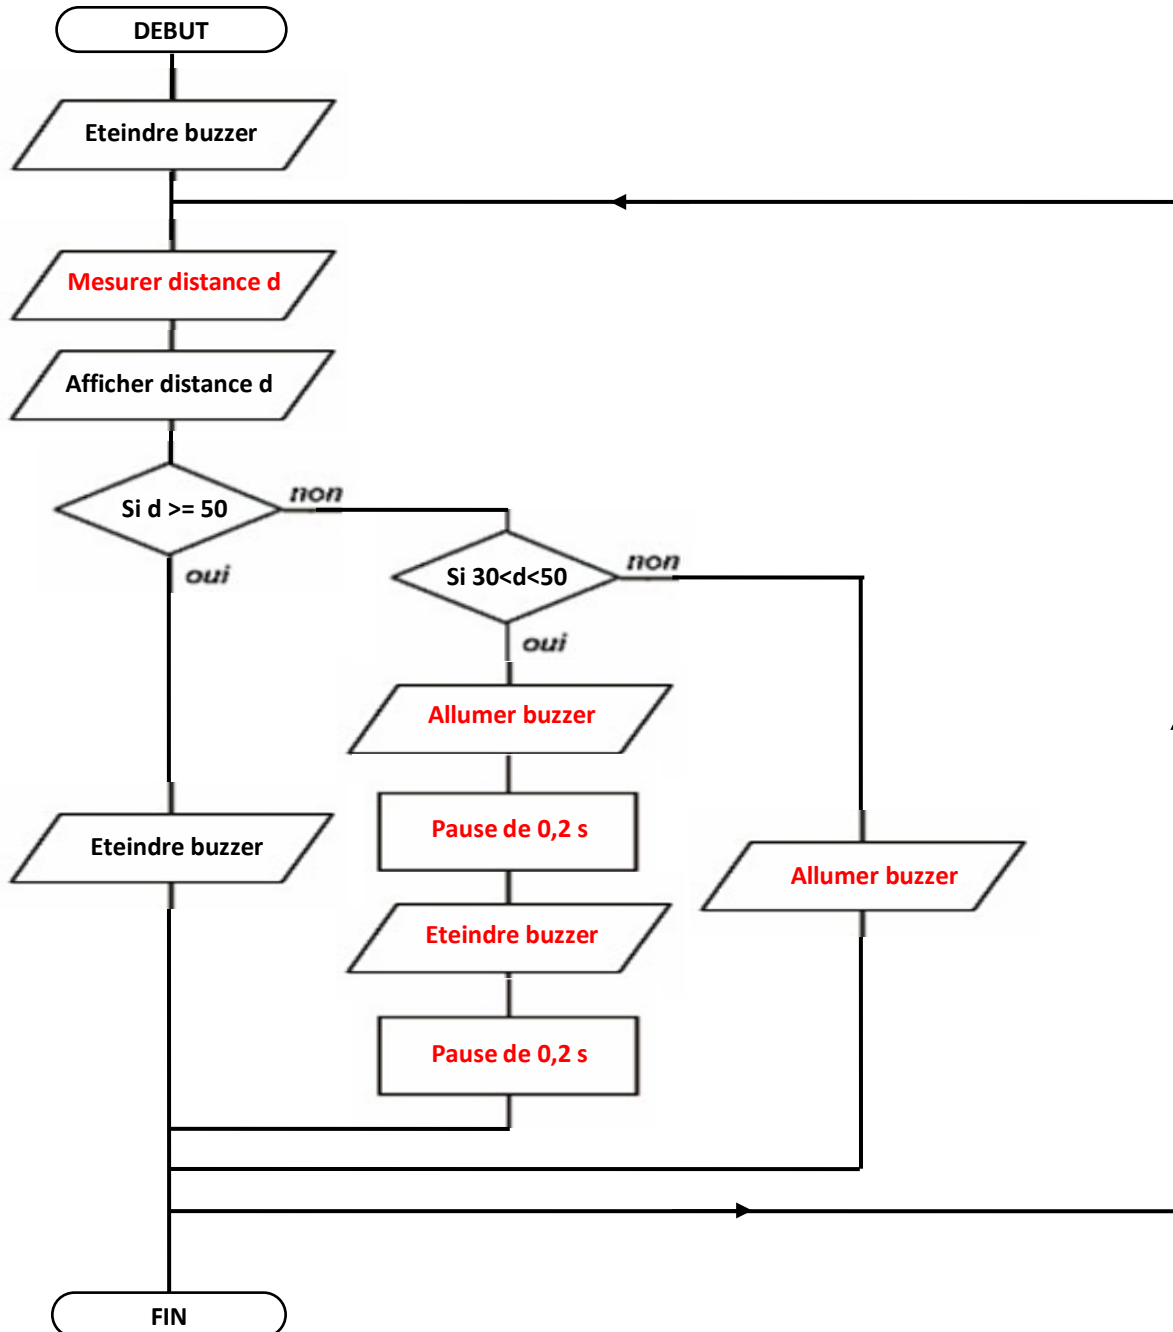 DEBUT
Eteindre buzzer
Mesurer distance d
Afficher distance d
Si d >= 50
non
oui
Si 30<d<50
non
oui
Allumer buzzer
Pause de 0,2 s
Eteindre buzzer
Pause de 0,2 s
Eteindre buzzer
Allumer buzzer
FIN